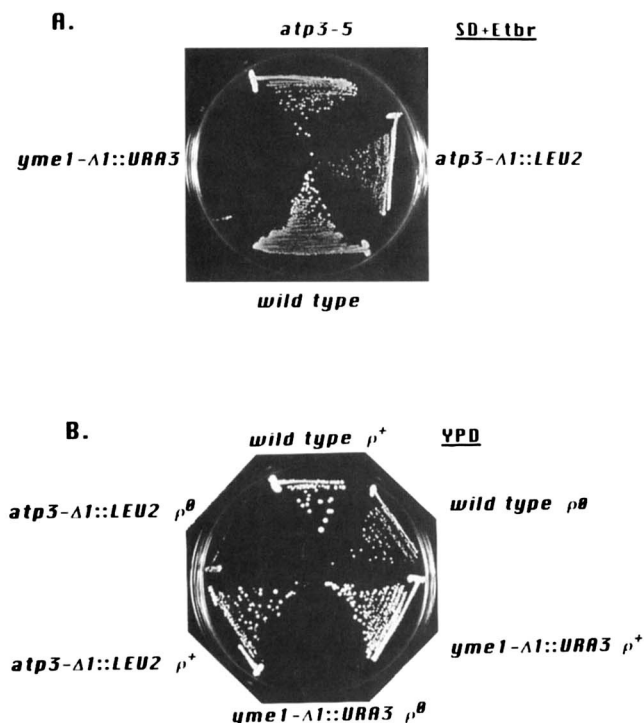 A.
atp3-5
SD+Etbr
yme1-Δ1::URA3
atp3-Δ1::LEU2
wild type
B.
wild type ρ⁺
YPD
atp3-Δ1::LEU2 ρ⁰
wild type ρ⁰
atp3-Δ1::LEU2 ρ⁺
yme1-Δ1::URA3 ρ⁺
yme1-Δ1::URA3 ρ⁰